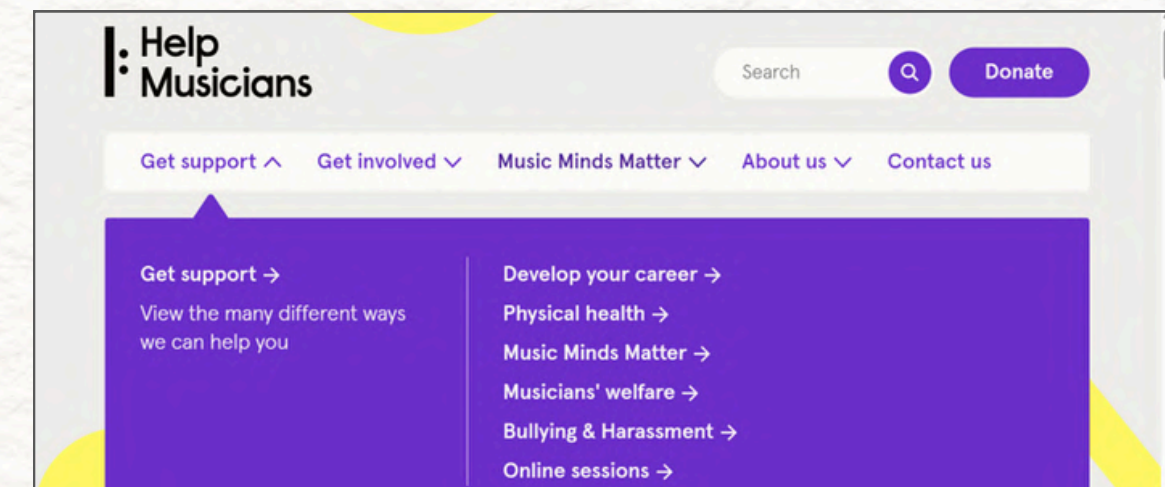 Help
Musicians
Search
Donate
Get support
Get involved
Music Minds Matter
About us
Contact us
Get support →
View the many different ways
we can help you
Develop your career →
Physical health →
Music Minds Matter →
Musicians' welfare →
Bullying & Harassment →
Online sessions →